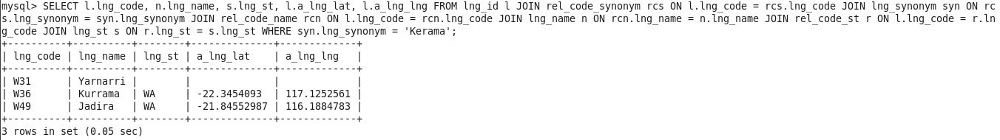 mysql> SELECT l.lng_code, n.lng_name, s.lng_st, l.a_lng_lat, l.a_lng_lng FROM lng_id l JOIN rel_code_synonym rcs ON l.lng_code = rcs.lng_code JOIN lng_synonym syn ON rc
s.lng_synonym = syn.lng_synonym JOIN rel_code_name rcn ON l.lng_code = rcn.lng_code JOIN lng_name n ON rcn.lng_name = n.lng_name JOIN rel_code_st r ON l.lng_code = r.ln
g_code JOIN lng_st s ON r.lng_st = s.lng_st WHERE syn.lng_synonym = 'Kerama';
+----------+----------+--------+--------------+-------------+
| lng_code | lng_name | lng_st | a_lng_lat    | a_lng_lng   |
+----------+----------+--------+--------------+-------------+
| W31      | Yarnarri |        |              |             |
| W36      | Kurrama  | WA     | -22.3454093  | 117.1252561 |
| W49      | Jadira   | WA     | -21.84552987 | 116.1884783 |
+----------+----------+--------+--------------+-------------+
3 rows in set (0.05 sec)